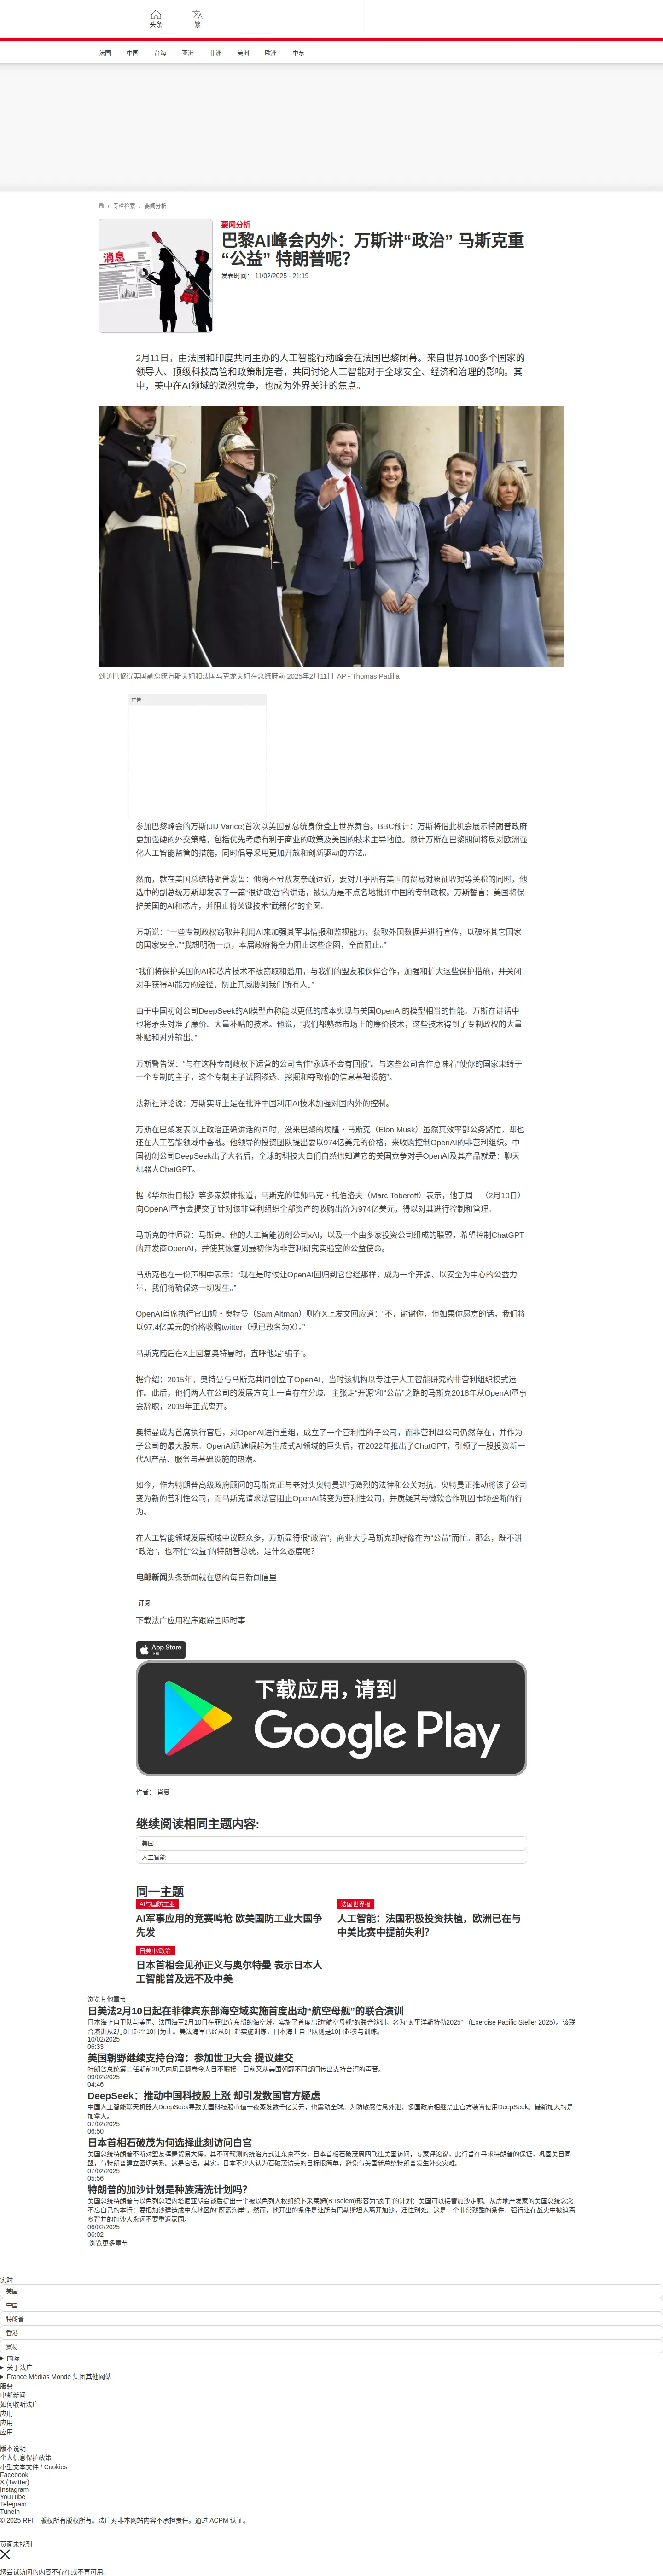 头条
繁
法国
中国
台海
亚洲
非洲
美洲
欧洲
中东
/ 专栏检索 / 要闻分析
消息
要闻分析
巴黎AI峰会内外：万斯讲“政治” 马斯克重
“公益” 特朗普呢？
发表时间： 11/02/2025 - 21:19
2月11日，由法国和印度共同主办的人工智能行动峰会在法国巴黎闭幕。来自世界100多个国家的
领导人、顶级科技高管和政策制定者，共同讨论人工智能对于全球安全、经济和治理的影响。其
中，美中在AI领域的激烈竞争，也成为外界关注的焦点。
到访巴黎得美国副总统万斯夫妇和法国马克龙夫妇在总统府前 2025年2月11日 AP - Thomas Padilla
广告
参加巴黎峰会的万斯(JD Vance)首次以美国副总统身份登上世界舞台。BBC预计：万斯将借此机会展示特朗普政府
更加强硬的外交策略，包括优先考虑有利于商业的政策及美国的技术主导地位。预计万斯在巴黎期间将反对欧洲强
化人工智能监管的措施，同时倡导采用更加开放和创新驱动的方法。
然而，就在美国总统特朗普发誓：他将不分敌友亲疏远近，要对几乎所有美国的贸易对象征收对等关税的同时，他
选中的副总统万斯却发表了一篇“很讲政治”的讲话，被认为是不点名地批评中国的专制政权。万斯誓言：美国将保
护美国的AI和芯片，并阻止将关键技术“武器化”的企图。
万斯说：“一些专制政权窃取并利用AI来加强其军事情报和监视能力，获取外国数据并进行宣传，以破坏其它国家
的国家安全。”“我想明确一点，本届政府将全力阻止这些企图，全面阻止。”
“我们将保护美国的AI和芯片技术不被窃取和滥用，与我们的盟友和伙伴合作，加强和扩大这些保护措施，并关闭
对手获得AI能力的途径，防止其威胁到我们所有人。”
由于中国初创公司DeepSeek的AI模型声称能以更低的成本实现与美国OpenAI的模型相当的性能。万斯在讲话中
也将矛头对准了廉价、大量补贴的技术。他说，“我们都熟悉市场上的廉价技术，这些技术得到了专制政权的大量
补贴和对外输出。”
万斯警告说：“与在这种专制政权下运营的公司合作“永远不会有回报”。与这些公司合作意味着“使你的国家束缚于
一个专制的主子，这个专制主子试图渗透、挖掘和夺取你的信息基础设施”。
法新社评论说：万斯实际上是在批评中国利用AI技术加强对国内外的控制。
万斯在巴黎发表以上政治正确讲话的同时，没来巴黎的埃隆・马斯克（Elon Musk）虽然其效率部公务繁忙，却也
还在人工智能领域中奋战。他领导的投资团队提出要以974亿美元的价格，来收购控制OpenAI的非营利组织。中
国初创公司DeepSeek出了大名后，全球的科技大白们自然也知道它的美国竞争对手OpenAI及其产品就是：聊天
机器人ChatGPT。
据《华尔街日报》等多家媒体报道，马斯克的律师马克・托伯洛夫（Marc Toberoff）表示，他于周一（2月10日）
向OpenAI董事会提交了针对该非营利组织全部资产的收购出价为974亿美元，得以对其进行控制和管理。
马斯克的律师说：马斯克、他的人工智能初创公司xAI，以及一个由多家投资公司组成的联盟，希望控制ChatGPT
的开发商OpenAI，并使其恢复到最初作为非营利研究实验室的公益使命。
马斯克也在一份声明中表示：“现在是时候让OpenAI回归到它曾经那样，成为一个开源、以安全为中心的公益力
量，我们将确保这一切发生。”
OpenAI首席执行官山姆・奥特曼（Sam Altman）则在X上发文回应道：“不，谢谢你，但如果你愿意的话，我们将
以97.4亿美元的价格收购twitter（现已改名为X）。”
马斯克随后在X上回复奥特曼时，直呼他是“骗子”。
据介绍：2015年，奥特曼与马斯克共同创立了OpenAI，当时该机构以专注于人工智能研究的非营利组织模式运
作。此后，他们两人在公司的发展方向上一直存在分歧。主张走“开源”和“公益”之路的马斯克2018年从OpenAI董事
会辞职，2019年正式离开。
奥特曼成为首席执行官后，对OpenAI进行重组，成立了一个营利性的子公司，而非营利母公司仍然存在，并作为
子公司的最大股东。OpenAI迅速崛起为生成式AI领域的巨头后，在2022年推出了ChatGPT，引领了一股投资新一
代AI产品、服务与基础设施的热潮。
如今，作为特朗普高级政府顾问的马斯克正与老对头奥特曼进行激烈的法律和公关对抗。奥特曼正推动将该子公司
变为新的营利性公司，而马斯克请求法官阻止OpenAI转变为营利性公司，并质疑其与微软合作巩固市场垄断的行
为。
在人工智能领域发展领域中议题众多，万斯显得很“政治”，商业大亨马斯克却好像在为“公益”而忙。那么，既不讲
“政治”，也不忙“公益”的特朗普总统，是什么态度呢？
电邮新闻头条新闻就在您的每日新闻信里
订阅
下载法广应用程序跟踪国际时事
App Store
下载
下载应用，请到
Google Play
作者： 肖曼
继续阅读相同主题内容:
美国
人工智能
同一主题
AI与国防工业
AI军事应用的竞赛鸣枪 欧美国防工业大国争
先发
法国世界报
人工智能：法国积极投资扶植，欧洲已在与
中美比赛中提前失利？
日美中/政治
日本首相会见孙正义与奥尔特曼 表示日本人
工智能普及远不及中美
浏览其他章节
日美法2月10日起在菲律宾东部海空域实施首度出动“航空母舰”的联合演训
日本海上自卫队与美国、法国海军2月10日在菲律宾东部的海空域，实施了首度出动“航空母舰”的联合演训，名为“太平洋斯特勒2025” （Exercise Pacific Steller 2025）。该联
合演训从2月8日起至18日为止。美法海军已经从8日起实施训练，日本海上自卫队则是10日起参与训练。
10/02/2025
06:33
美国朝野继续支持台湾：参加世卫大会 提议建交
特朗普总统第二任期前20天内风云翻卷令人目不暇接，日前又从美国朝野不同部门传出支持台湾的声音。
09/02/2025
04:46
DeepSeek：推动中国科技股上涨 却引发数国官方疑虑
中国人工智能聊天机器人DeepSeek导致美国科技股市值一夜蒸发数千亿美元，也震动全球。为防敏感信息外泄，多国政府相继禁止官方装置使用DeepSeek。最新加入的是
加拿大。
07/02/2025
06:50
日本首相石破茂为何选择此刻访问白宫
美国总统特朗普不断对盟友挥舞贸易大棒，其不可预测的统治方式让东京不安，日本首相石破茂周四飞往美国访问，专家评论说，此行旨在寻求特朗普的保证，巩固美日同
盟，与特朗普建立密切关系。这是官话，其实，日本不少人认为石破茂访美的目标很简单，避免与美国新总统特朗普发生外交灾难。
07/02/2025
05:56
特朗普的加沙计划是种族清洗计划吗？
美国总统特朗普与以色列总理内塔尼亚胡会谈后提出一个被以色列人权组织卜采莱姆(B’Tselem)形容为“疯子”的计划：美国可以接管加沙走廊。从房地产发家的美国总统念念
不忘自己的本行：要把加沙建造成中东地区的“蔚蓝海岸”。然而，他开出的条件是让所有巴勒斯坦人离开加沙，迁往别处。这是一个非常残酷的条件，强行让在战火中被迫离
乡背井的加沙人永远不要重返家园。
06/02/2025
06:02
浏览更多章节
实时
美国
中国
特朗普
香港
贸易
国际
关于法广
France Médias Monde 集团其他网站
服务
电邮新闻
如何收听法广
应用
应用
应用
版本说明
个人信息保护政策
小型文本文件 / Cookies
Facebook
X (Twitter)
Instagram
YouTube
Telegram
TuneIn
© 2025 RFI – 版权所有版权所有。法广对非本网站内容不承担责任。通过 ACPM 认证。
页面未找到
您尝试访问的内容不存在或不再可用。